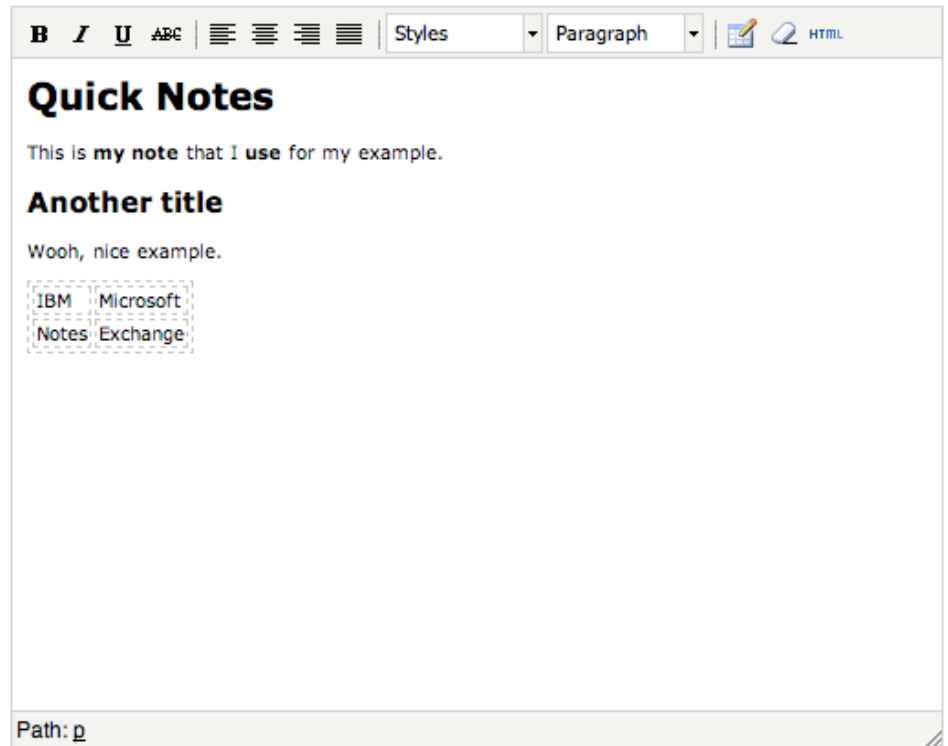 B I U ABC Styles Paragraph HTML
Quick Notes
This is my note that I use for my example.
Another title
Wooh, nice example.
IBM Microsoft
Notes Exchange
Path: p